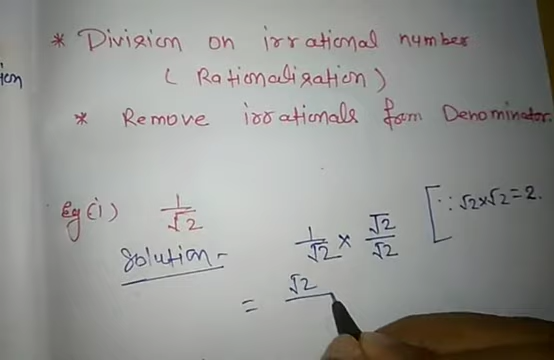 * Division on irrational number
( Rationalisation )
* Remove irrationals from Denominator.
Eg (i) 1/√2
Solution - 1/√2 × √2/√2 [∵ √2×√2=2.
= √2